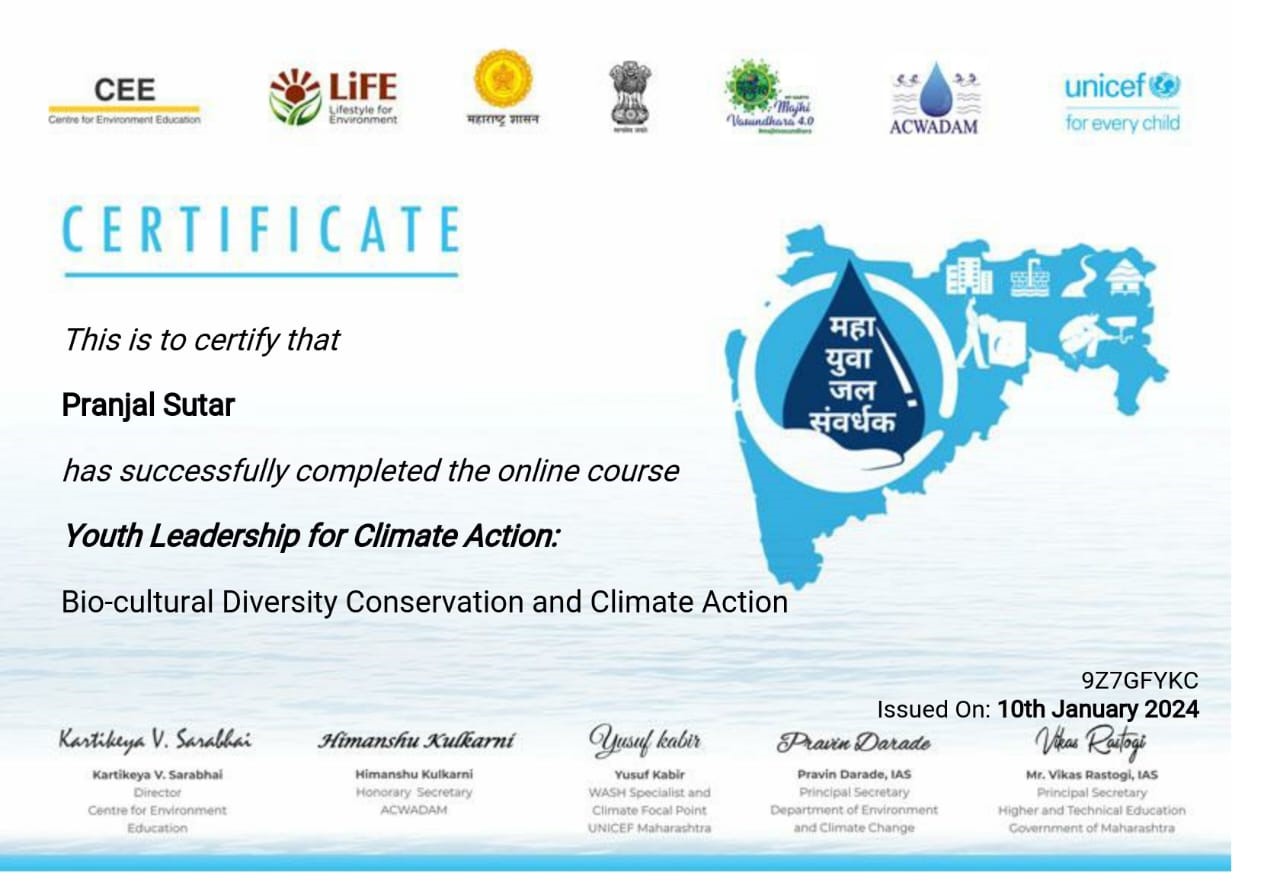 CEE
Centre for Environment Education
LiFE
Lifestyle for
Environment
महाराष्ट्र शासन
सत्यमेव जयते
Majhi
Vasundhara 4.0
#majhivasundhara
ACWADAM
unicef
for every child
CERTIFICATE
This is to certify that
Pranjal Sutar
has successfully completed the online course
Youth Leadership for Climate Action:
Bio-cultural Diversity Conservation and Climate Action
महा
युवा
जल
संवर्धक
9Z7GFYKC
Issued On: 10th January 2024
Kartikeya V. Sarabhai
Himanshu Kulkarni
Yusuf kabir
Pravin Darade
Vikas Rastogi
Kartikeya V. Sarabhai
Director
Centre for Environment
Education
Himanshu Kulkarni
Honorary Secretary
ACWADAM
Yusuf Kabir
WASH Specialist and
Climate Focal Point
UNICEF Maharashtra
Pravin Darade, IAS
Principal Secretary
Department of Environment
and Climate Change
Mr. Vikas Rastogi, IAS
Principal Secretary
Higher and Technical Education
Government of Maharashtra